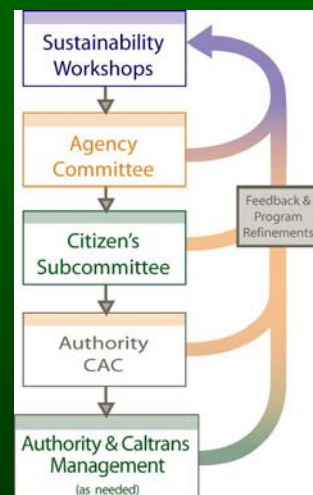 Sustainability
Workshops
Agency
Committee
Citizen's
Subcommittee
Authority
CAC
Authority & Caltrans
Management
(as needed)
Feedback &
Program
Refinements